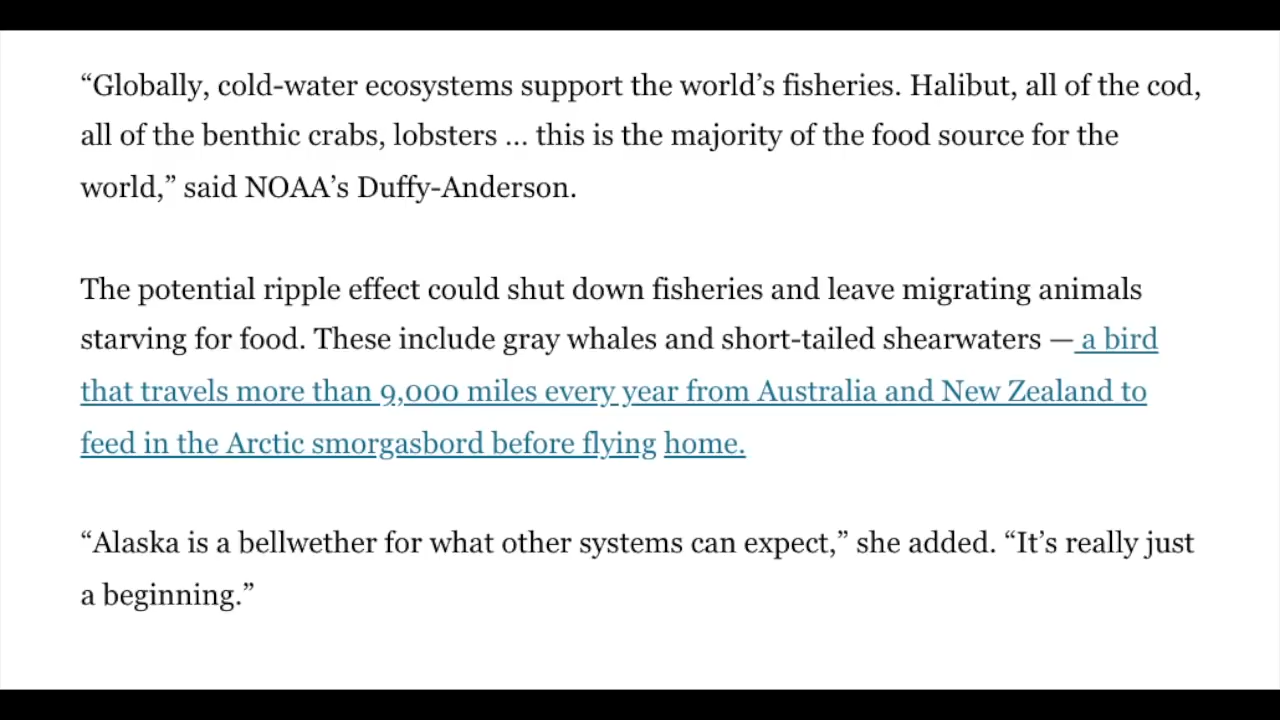 “Globally, cold-water ecosystems support the world’s fisheries. Halibut, all of the cod,
all of the benthic crabs, lobsters … this is the majority of the food source for the
world,” said NOAA’s Duffy-Anderson.
The potential ripple effect could shut down fisheries and leave migrating animals
starving for food. These include gray whales and short-tailed shearwaters — a bird
that travels more than 9,000 miles every year from Australia and New Zealand to
feed in the Arctic smorgasbord before flying home.
“Alaska is a bellwether for what other systems can expect,” she added. “It’s really just
a beginning.”